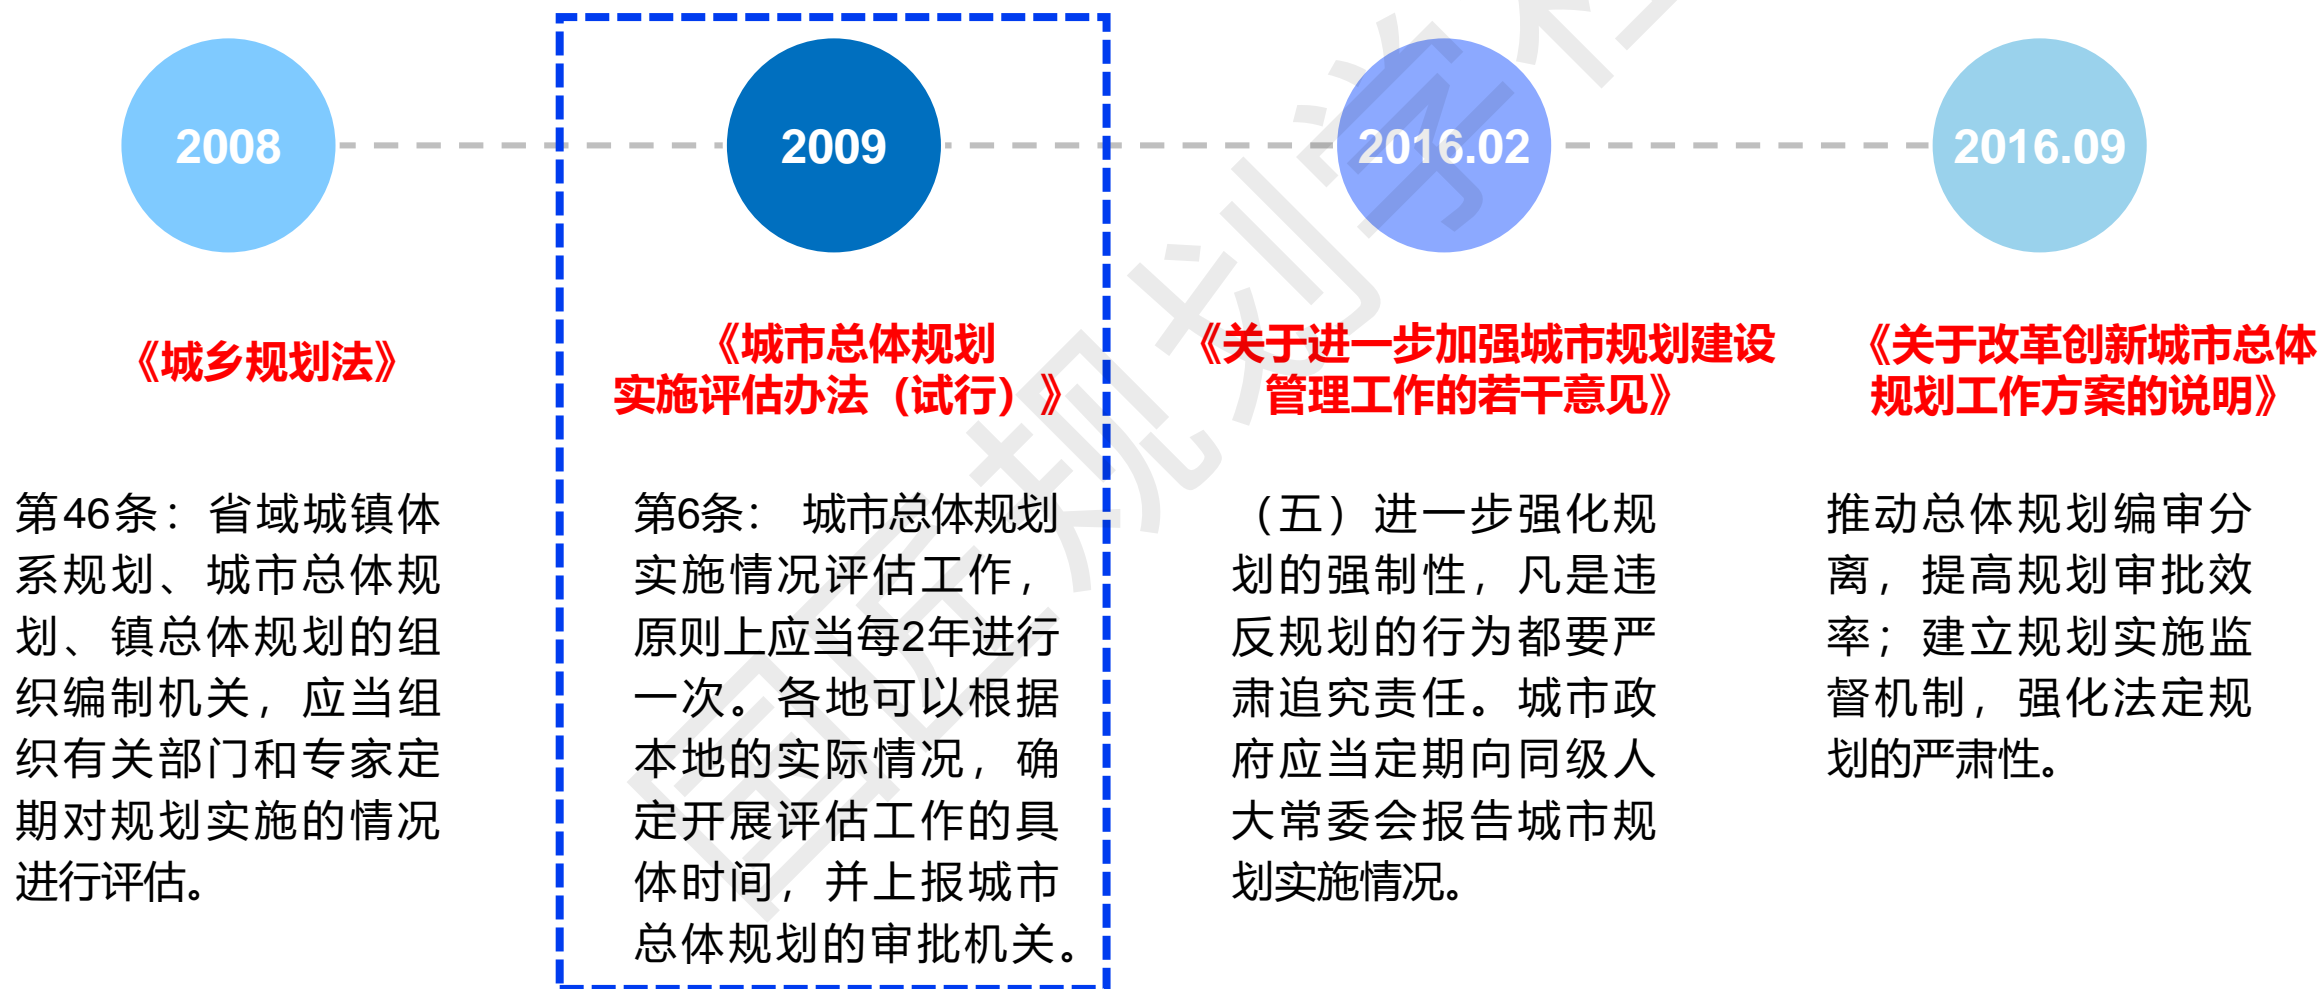 2008
2009
2016.02
2016.09
《城乡规划法》
《城市总体规划
实施评估办法（试行）》
《关于进一步加强城市规划建设
管理工作的若干意见》
《关于改革创新城市总体
规划工作方案的说明》
第46条：省域城镇体
系规划、城市总体规
划、镇总体规划的组
织编制机关，应当组
织有关部门和专家定
期对规划实施的情况
进行评估。
第6条： 城市总体规划
实施情况评估工作，
原则上应当每2年进行
一次。各地可以根据
本地的实际情况，确
定开展评估工作的具
体时间，并上报城市
总体规划的审批机关。
（五）进一步强化规
划的强制性，凡是违
反规划的行为都要严
肃追究责任。城市政
府应当定期向同级人
大常委会报告城市规
划实施情况。
推动总体规划编审分
离，提高规划审批效
率；建立规划实施监
督机制，强化法定规
划的严肃性。
国匠规划学